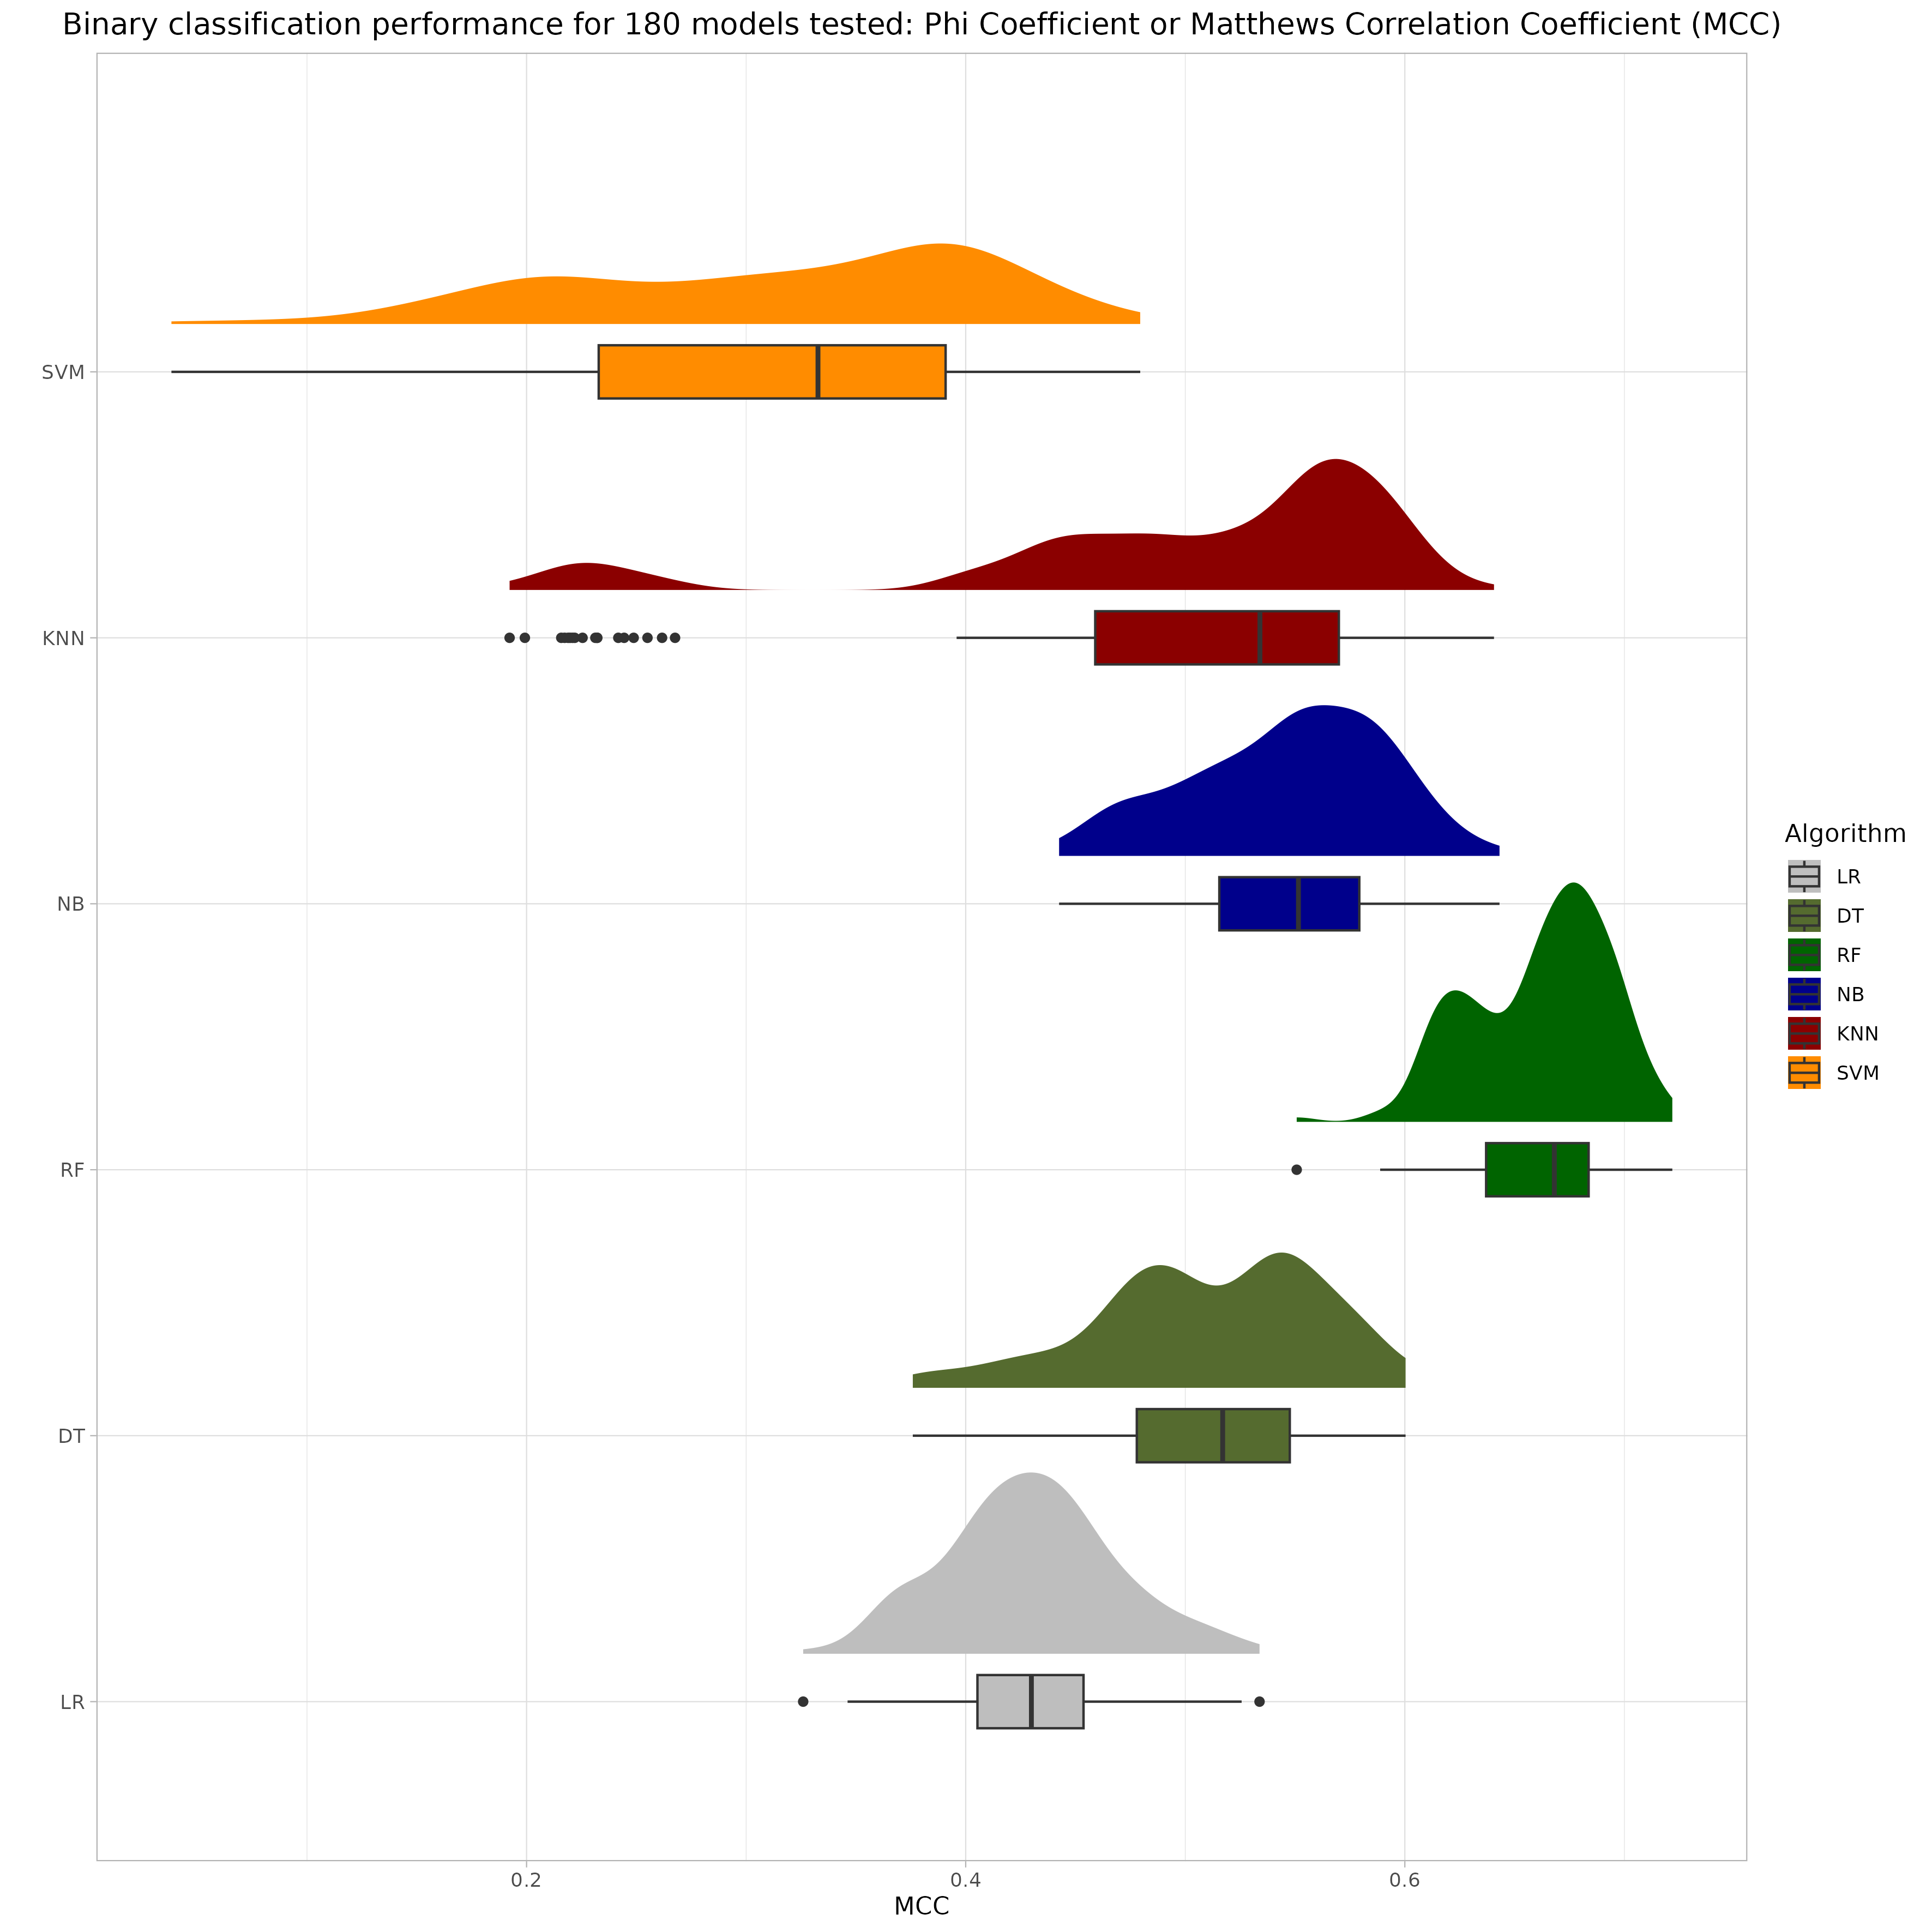 Binary classification performance for 180 models tested: Phi Coefficient or Matthews Correlation Coefficient (MCC)
SVM
KNN
NB
RF
DT
LR
0.2 0.4 0.6
MCC
Algorithm
LR
DT
RF
NB
KNN
SVM